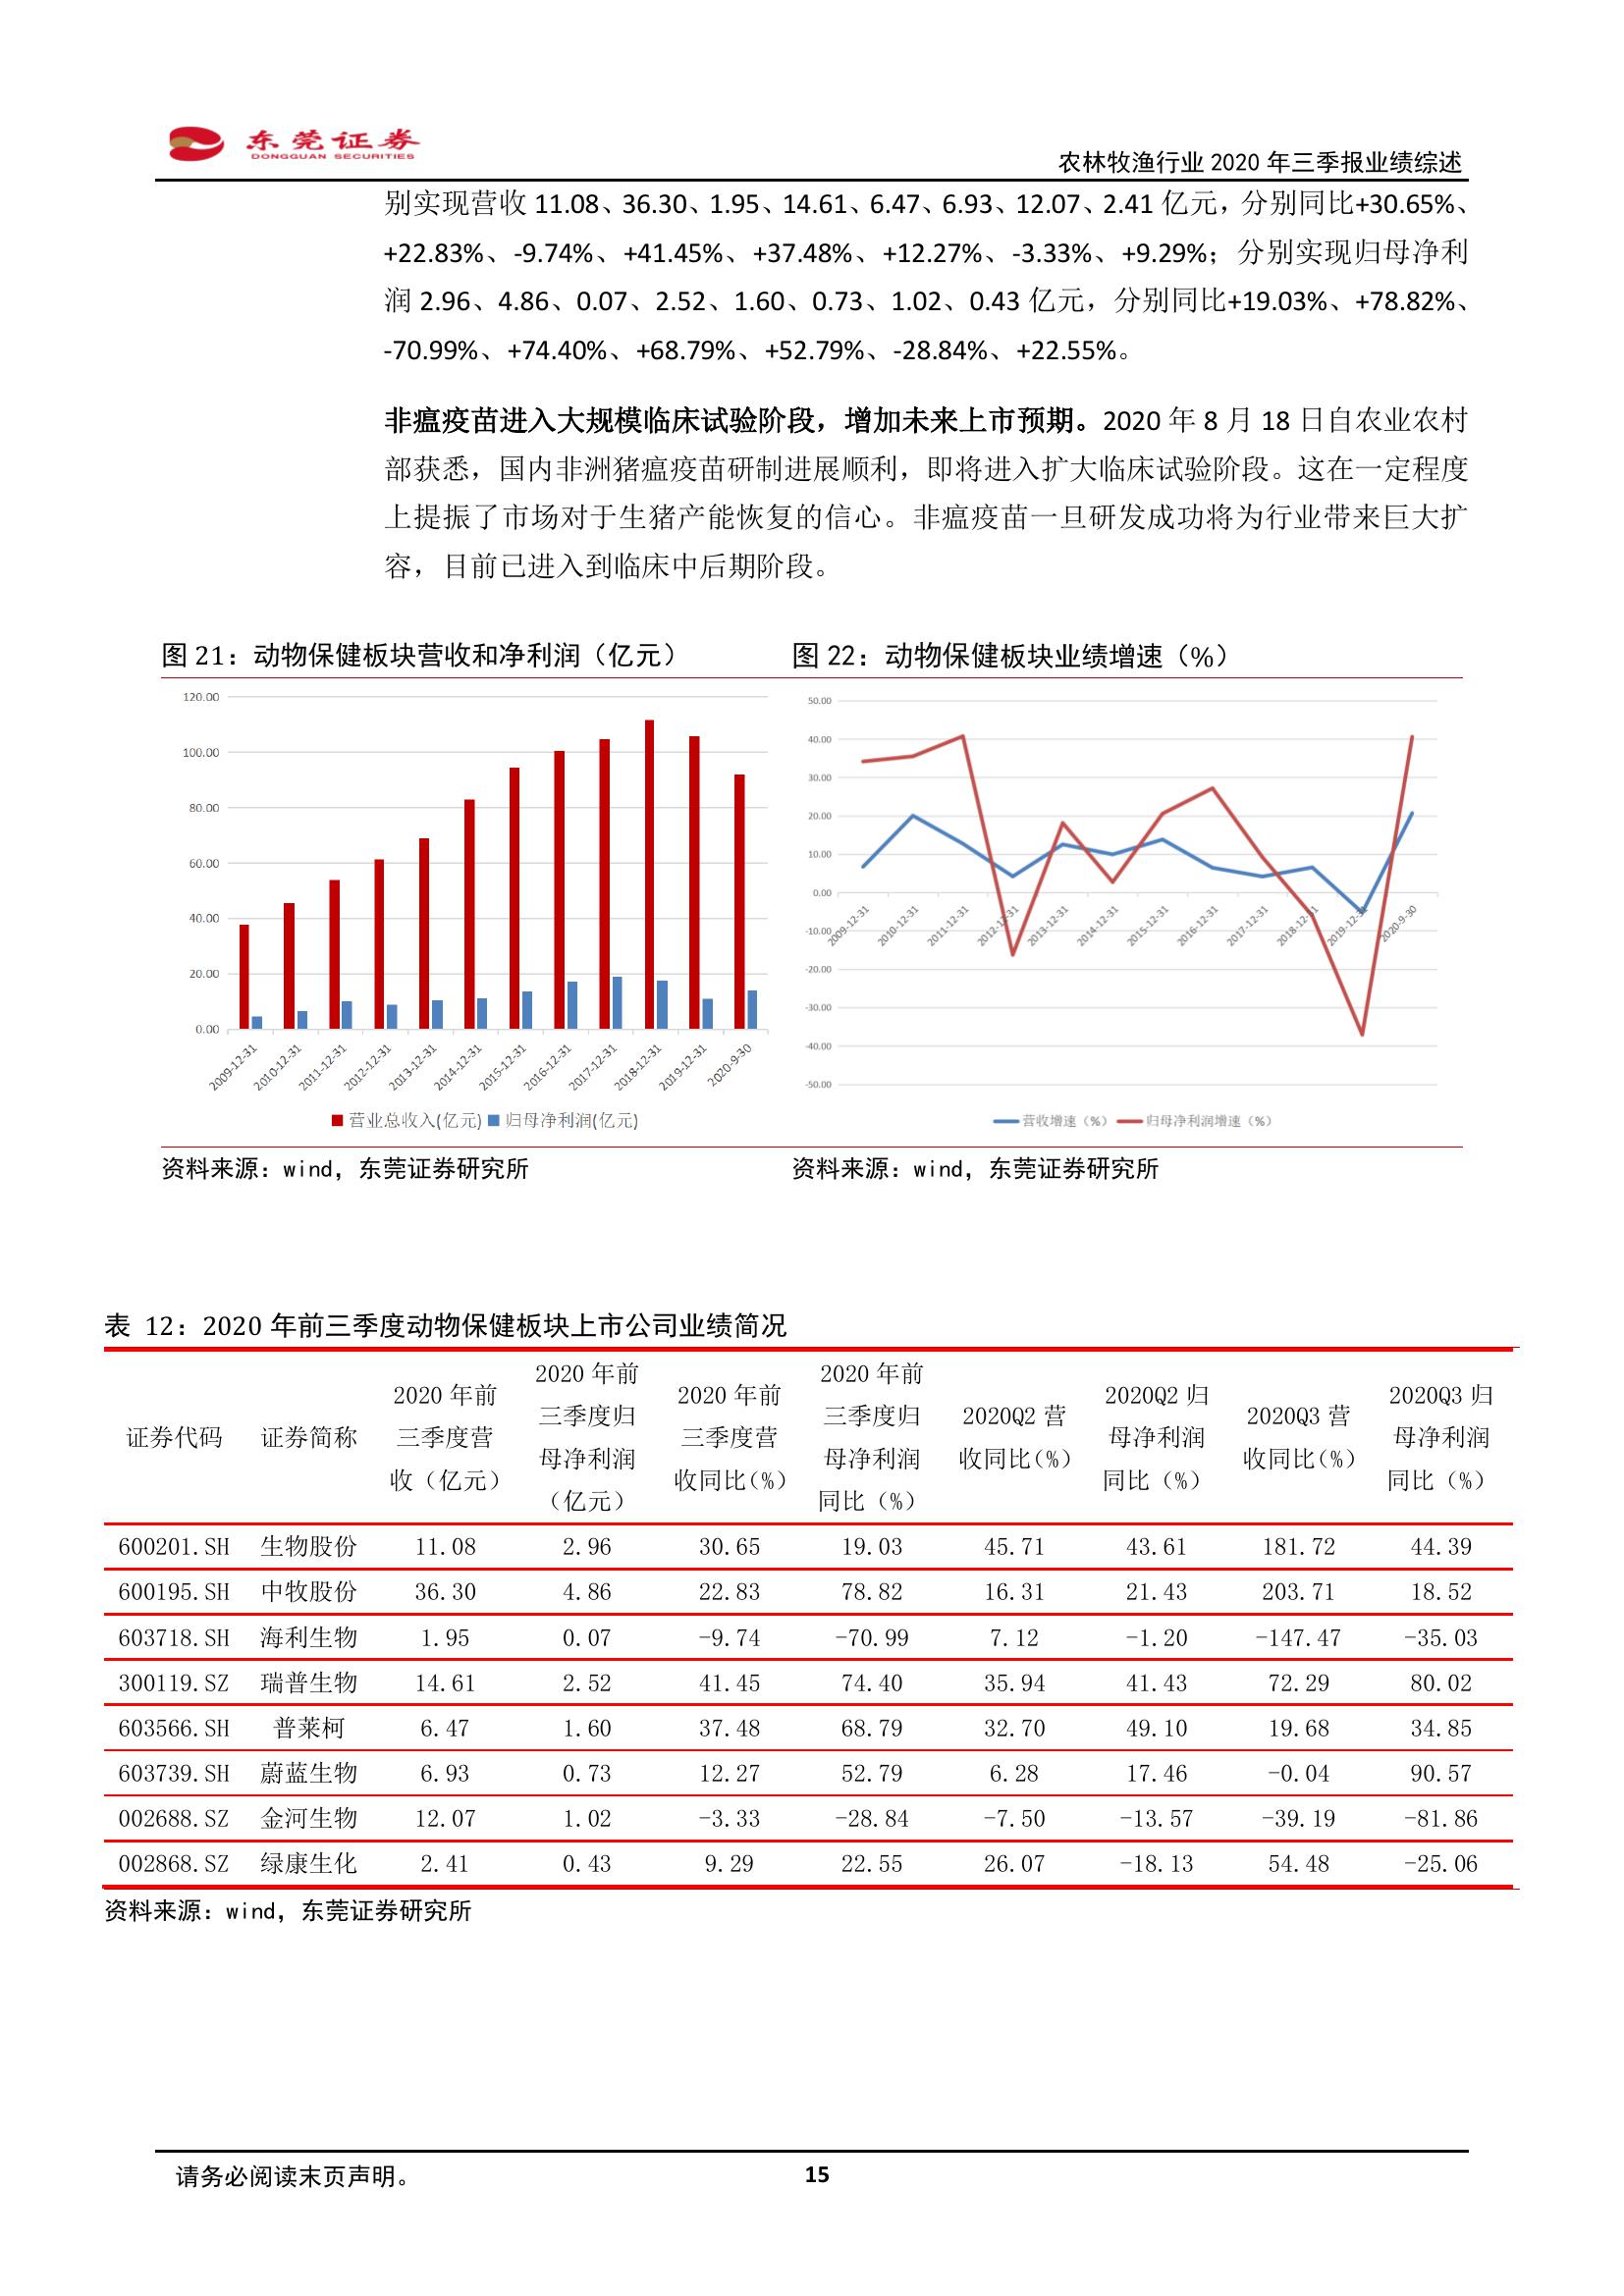 东莞证券
DONGGUAN SECURITIES
农林牧渔行业 2020 年三季报业绩综述
别实现营收 11.08、36.30、1.95、14.61、6.47、6.93、12.07、2.41 亿元，分别同比+30.65%、
+22.83%、-9.74%、+41.45%、+37.48%、+12.27%、-3.33%、+9.29%；分别实现归母净利
润 2.96、4.86、0.07、2.52、1.60、0.73、1.02、0.43 亿元，分别同比+19.03%、+78.82%、
-70.99%、+74.40%、+68.79%、+52.79%、-28.84%、+22.55%。
非瘟疫苗进入大规模临床试验阶段，增加未来上市预期。2020 年 8 月 18 日自农业农村
部获悉，国内非洲猪瘟疫苗研制进展顺利，即将进入扩大临床试验阶段。这在一定程度
上提振了市场对于生猪产能恢复的信心。非瘟疫苗一旦研发成功将为行业带来巨大扩
容，目前已进入到临床中后期阶段。
图 21：动物保健板块营收和净利润（亿元）
120.00
100.00
80.00
60.00
40.00
20.00
0.00
2009-12-31 2010-12-31 2011-12-31 2012-12-31 2013-12-31 2014-12-31 2015-12-31 2016-12-31 2017-12-31 2018-12-31 2019-12-31 2020-9-30
营业总收入(亿元) 归母净利润(亿元)
资料来源：wind，东莞证券研究所
图 22：动物保健板块业绩增速（%）
50.00
40.00
30.00
20.00
10.00
0.00
-10.00
-20.00
-30.00
-40.00
-50.00
2009-12-31 2010-12-31 2011-12-31 2012-12-31 2013-12-31 2014-12-31 2015-12-31 2016-12-31 2017-12-31 2018-12-31 2019-12-31 2020-9-30
营收增速（%） 归母净利润增速（%）
资料来源：wind，东莞证券研究所
表 12：2020 年前三季度动物保健板块上市公司业绩简况
证券代码 证券简称 2020 年前三季度营收（亿元） 2020 年前三季度归母净利润（亿元） 2020 年前三季度营收同比(%) 2020 年前三季度归母净利润同比（%） 2020Q2 营收同比(%) 2020Q2 归母净利润同比（%） 2020Q3 营收同比(%) 2020Q3 归母净利润同比（%）
600201.SH 生物股份 11.08 2.96 30.65 19.03 45.71 43.61 181.72 44.39
600195.SH 中牧股份 36.30 4.86 22.83 78.82 16.31 21.43 203.71 18.52
603718.SH 海利生物 1.95 0.07 -9.74 -70.99 7.12 -1.20 -147.47 -35.03
300119.SZ 瑞普生物 14.61 2.52 41.45 74.40 35.94 41.43 72.29 80.02
603566.SH 普莱柯 6.47 1.60 37.48 68.79 32.70 49.10 19.68 34.85
603739.SH 蔚蓝生物 6.93 0.73 12.27 52.79 6.28 17.46 -0.04 90.57
002688.SZ 金河生物 12.07 1.02 -3.33 -28.84 -7.50 -13.57 -39.19 -81.86
002868.SZ 绿康生化 2.41 0.43 9.29 22.55 26.07 -18.13 54.48 -25.06
资料来源：wind，东莞证券研究所
请务必阅读末页声明。
15